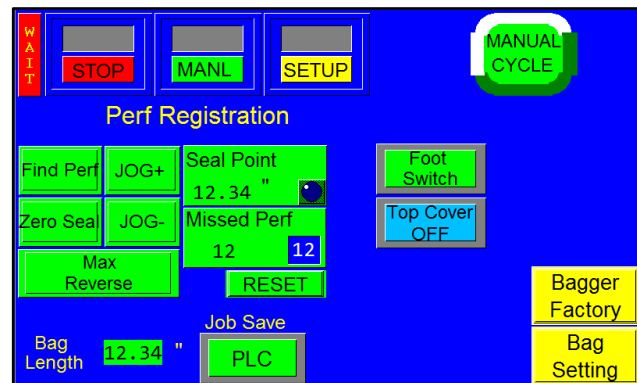 WAIT
STOP
MANL
SETUP
MANUAL
CYCLE
Perf Registration
Find Perf
JOG+
Seal Point
12.34 "
Foot
Switch
Zero Seal
JOG-
Missed Perf
12 12
Top Cover
OFF
Max
Reverse
RESET
Bagger
Factory
Job Save
Bag
Length
12.34 "
PLC
Bag
Setting